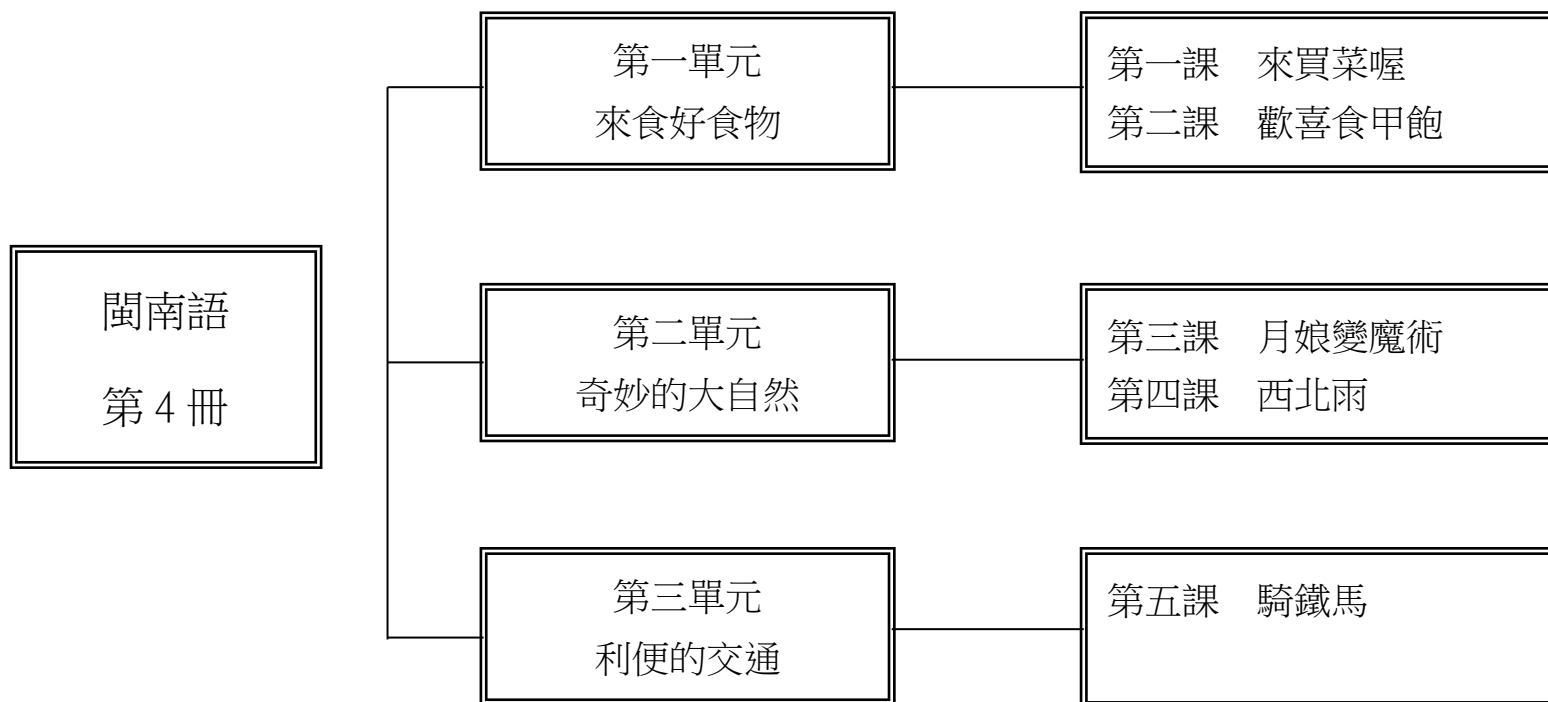 閩南語
第 4 冊
第一單元
來食好食物
第一課　來買菜喔
第二課　歡喜食甲飽
第二單元
奇妙的大自然
第三課　月娘變魔術
第四課　西北雨
第三單元
利便的交通
第五課　騎鐵馬